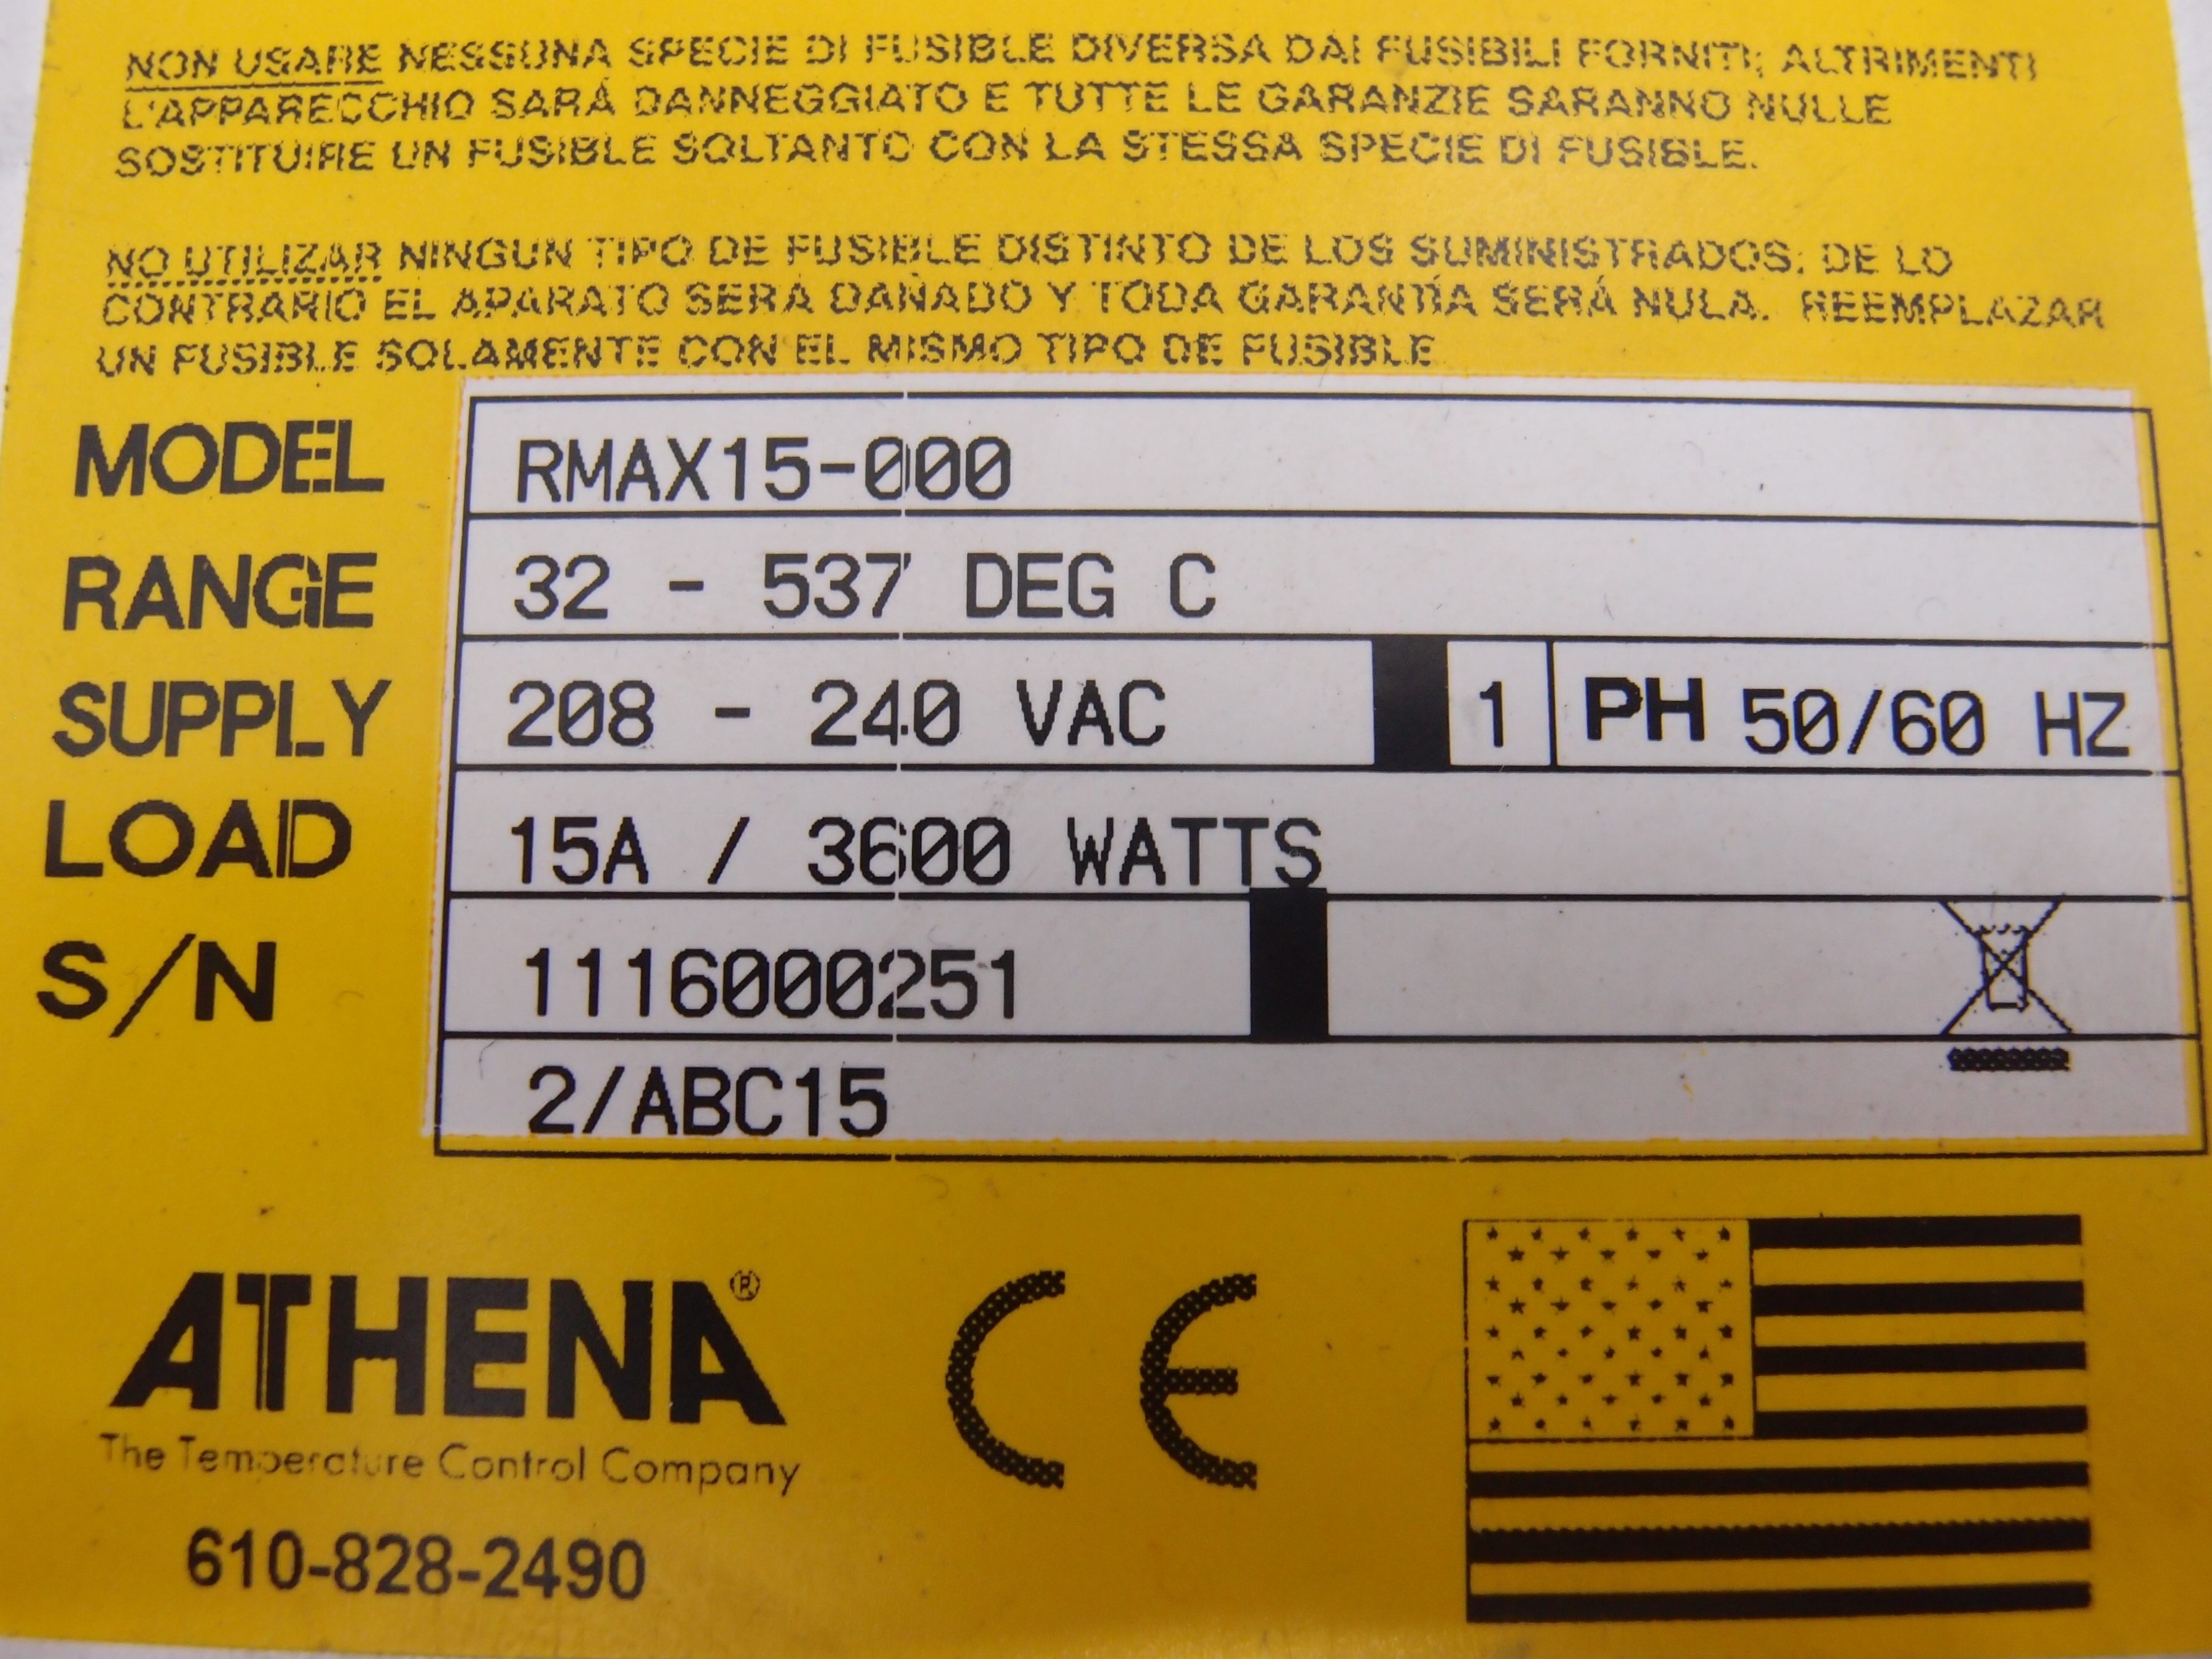 NON USARE NESSUNA SPECIE DI FUSIBLE DIVERSA DAI FUSIBILI FORNITI; ALTRIMENTI
L'APPARECCHIO SARÁ DANNEGGIATO E TUTTE LE GARANZIE SARANNO NULLE
SOSTITUIRE UN FUSIBLE SOLTANTO CON LA STESSA SPECIE DI FUSIBLE.
NO UTILIZAR NINGUN TIPO DE FUSIBLE DISTINTO DE LOS SUMINISTRADOS; DE LO
CONTRARIO EL APARATO SERÁ DAÑADO Y TODA GARANTÍA SERÁ NULA. REEMPLAZAR
UN FUSIBLE SOLAMENTE CON EL MISMO TIPO DE FUSIBLE
MODEL RMAX15-000
RANGE 32 - 537 DEG C
SUPPLY 208 - 240 VAC 1 PH 50/60 HZ
LOAD 15A / 3600 WATTS
S/N 1116000251
2/ABC15
ATHENA®
The Temperature Control Company
610-828-2490
CE